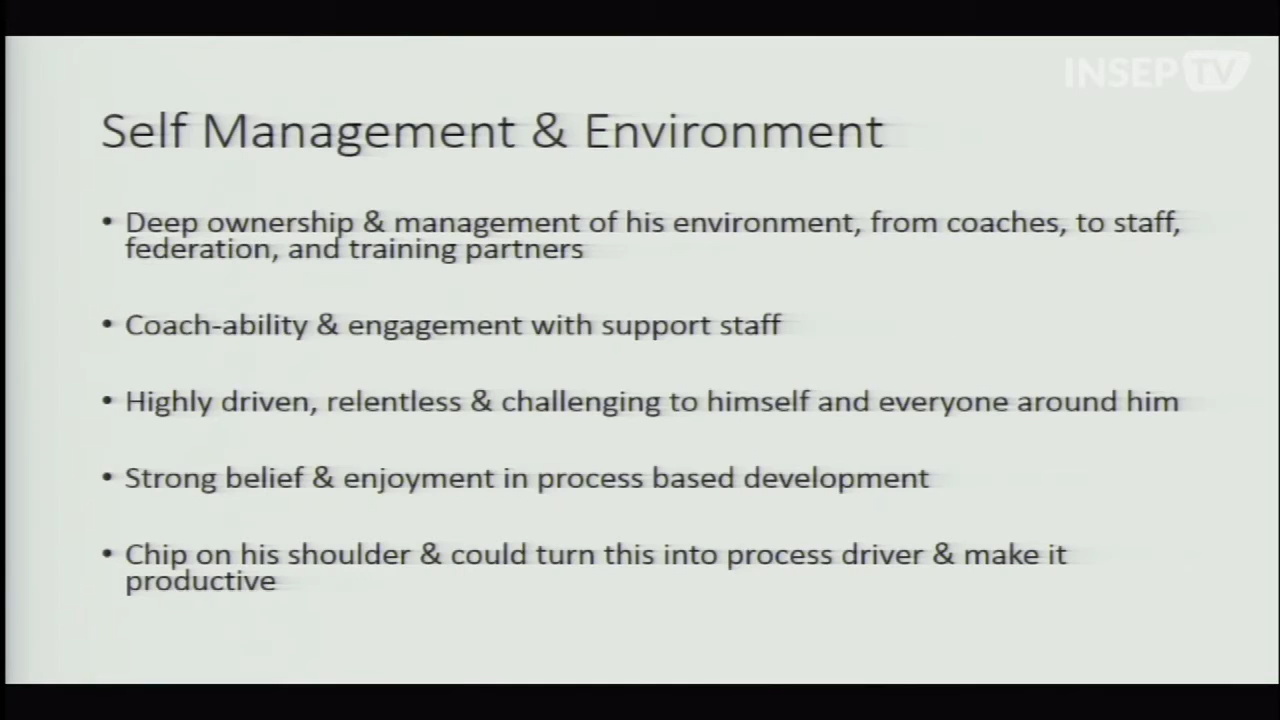 INSEP TV
Self Management & Environment
• Deep ownership & management of his environment, from coaches, to staff,
federation, and training partners
• Coach-ability & engagement with support staff
• Highly driven, relentless & challenging to himself and everyone around him
• Strong belief & enjoyment in process based development
• Chip on his shoulder & could turn this into process driver & make it
productive